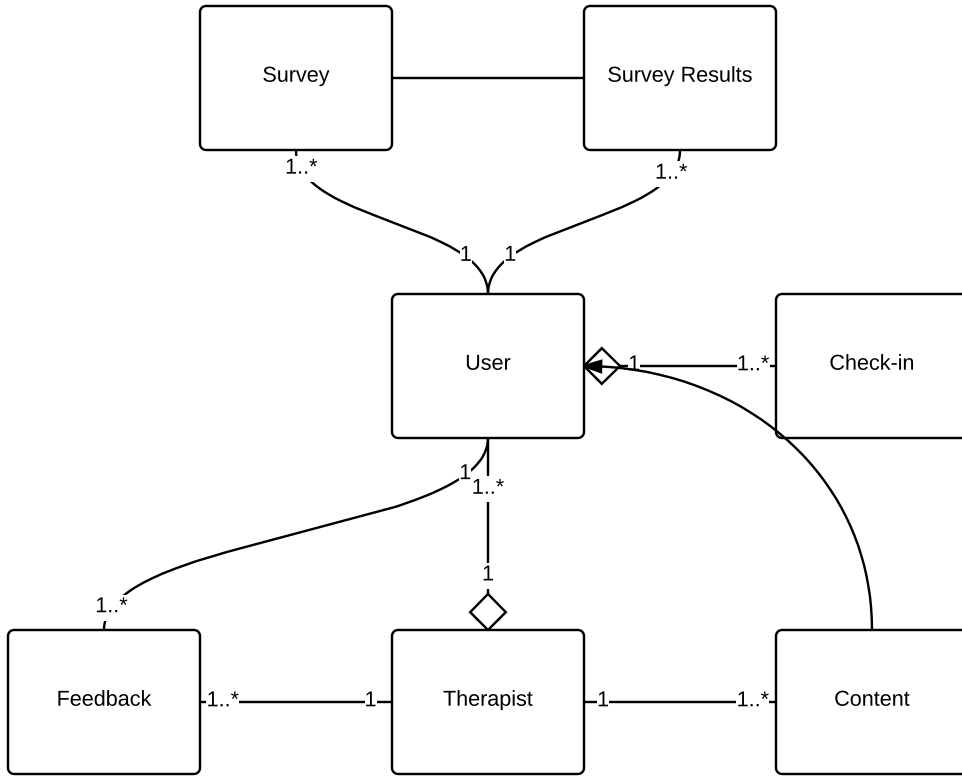 Survey
Survey Results
1..*
1..*
1
1
User
1
1..*
Check-in
1
1..*
1
1..*
Feedback
1..*
1
Therapist
1
1..*
Content